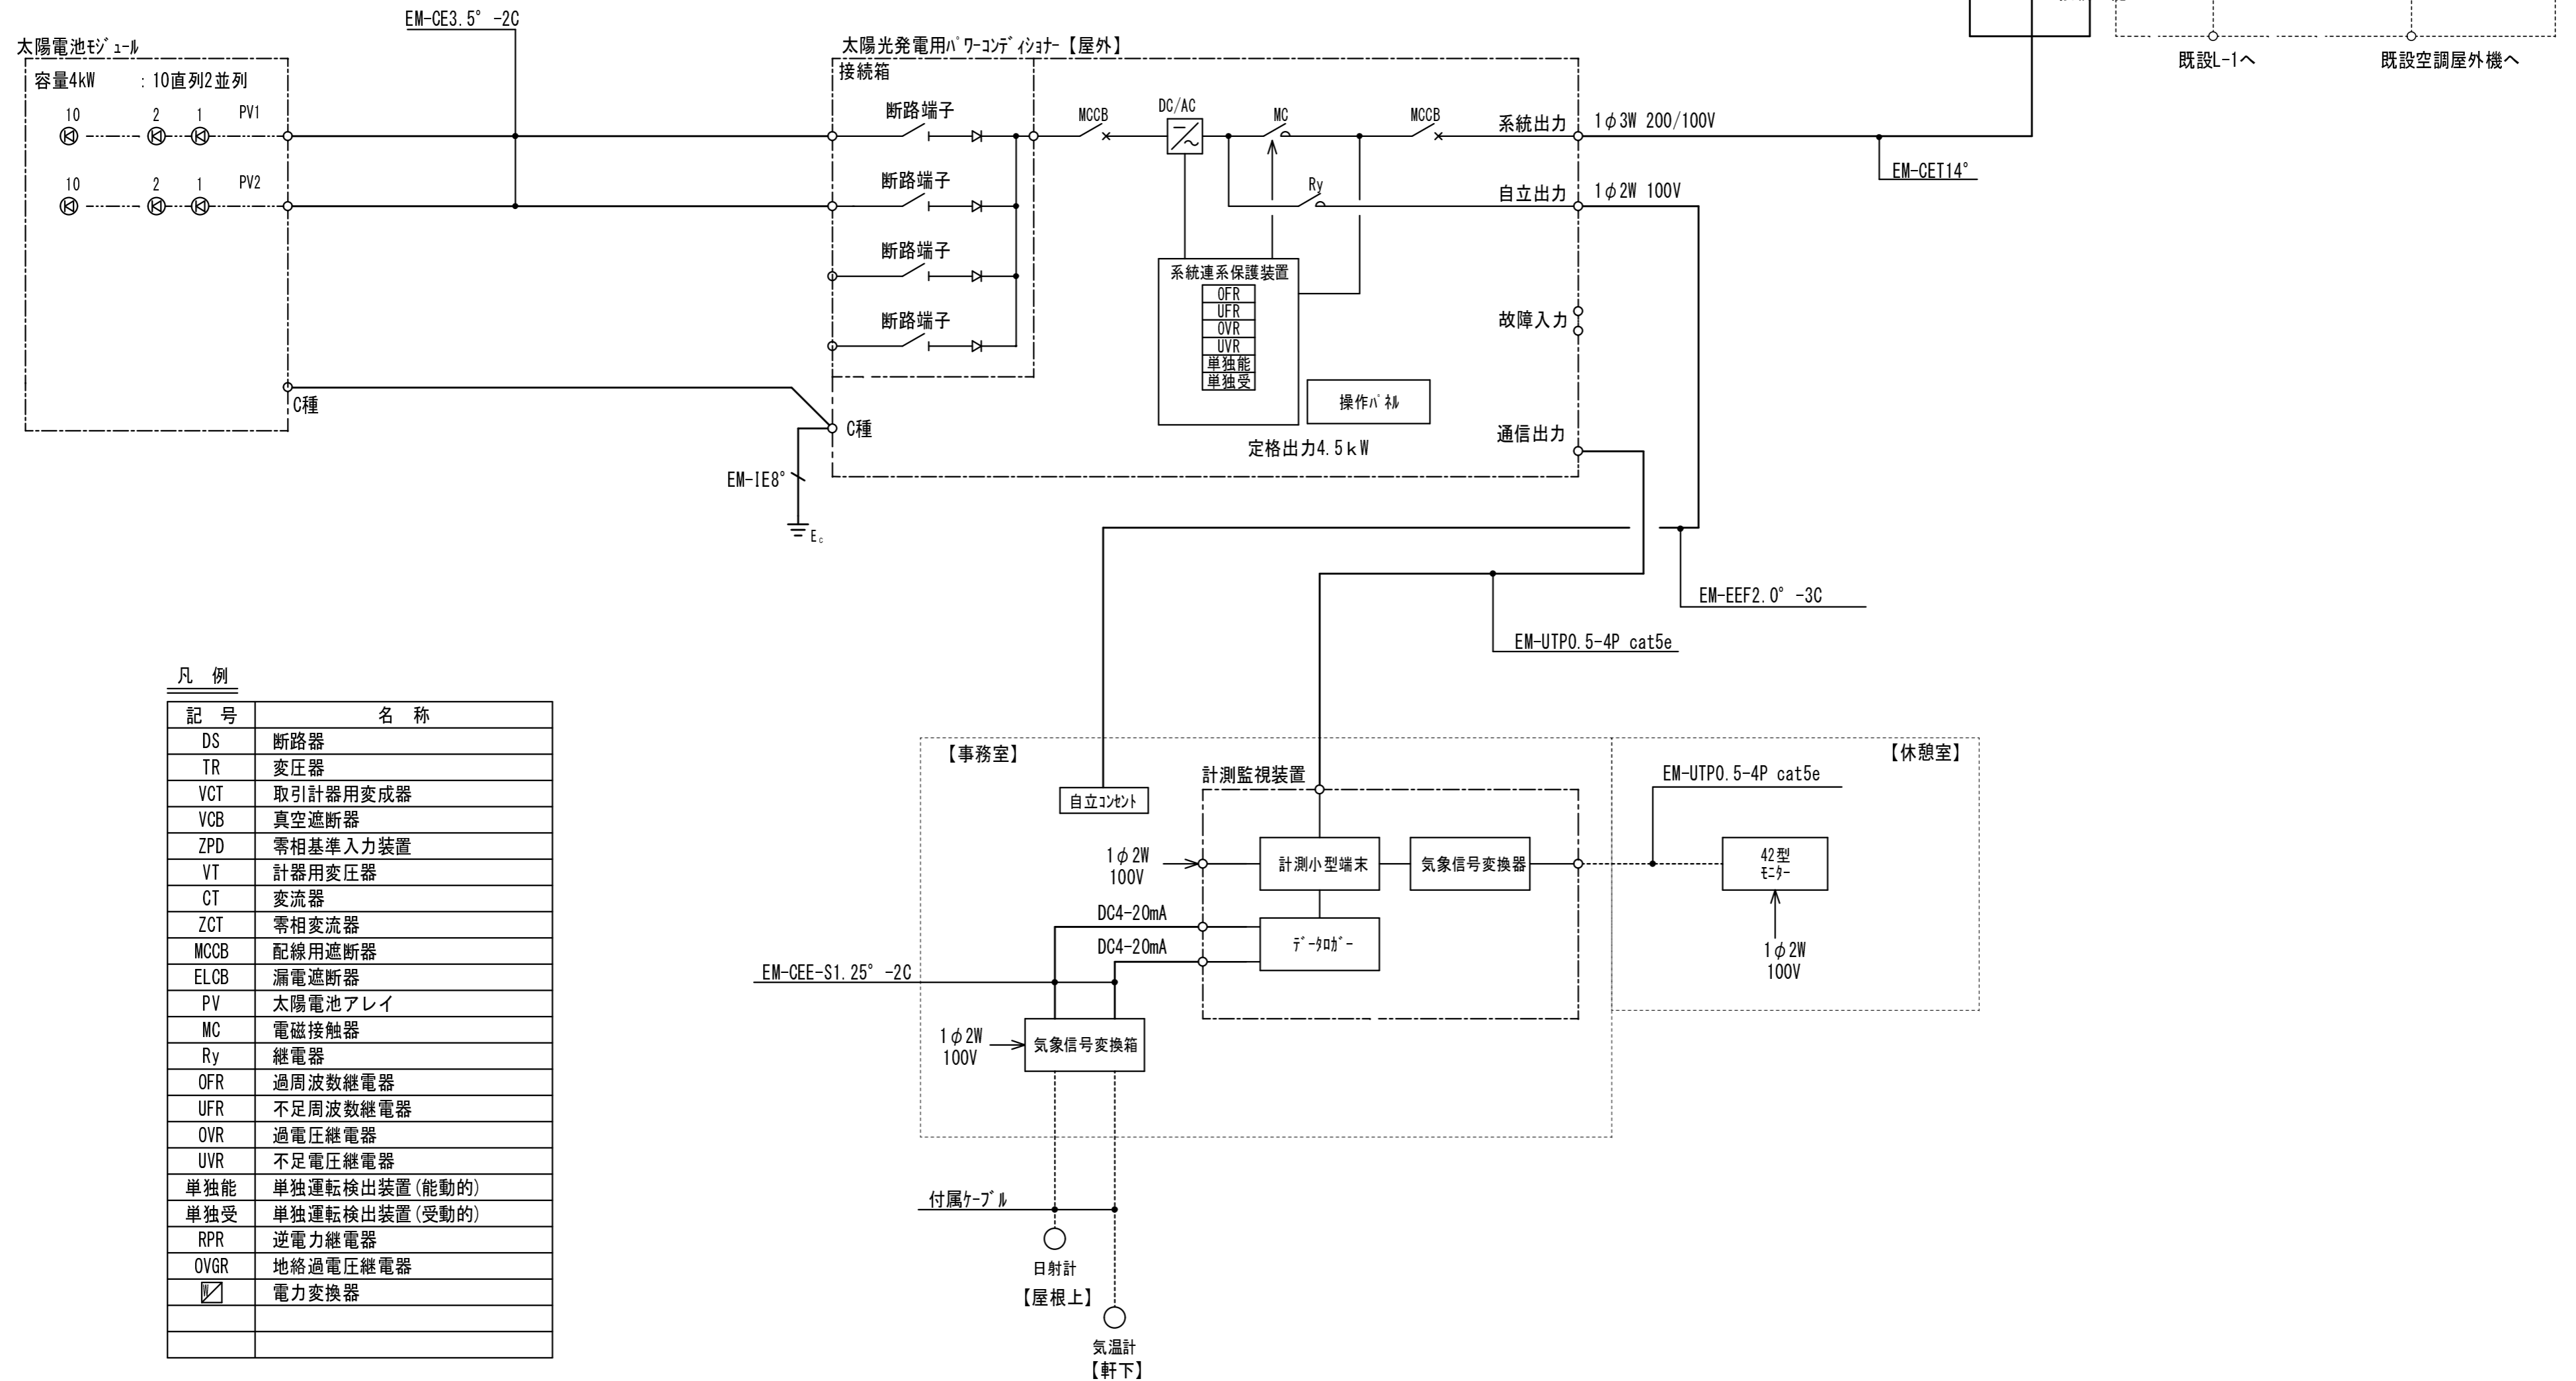 EM-CE3.5° -2C
太陽電池ﾓｼﾞｭｰﾙ
容量4kW : 10直列2並列
10 2 1 PV1
10 2 1 PV2
C種
太陽光発電用ﾊﾟﾜｰｺﾝﾃﾞｨｼｮﾅｰ【屋外】
接続箱
断路端子
断路端子
断路端子
断路端子
MCCB
DC/AC
MC
MCCB
Ry
系統出力
1φ3W 200/100V
自立出力
1φ2W 100V
系統連系保護装置
OFR
UFR
OVR
UVR
単独能
単独受
操作ﾊﾟﾈﾙ
定格出力4.5kW
故障入力
通信出力
C種
EM-IE8°
Ec
EM-CET14°
既設L-1へ
既設空調屋外機へ
EM-EEF2.0° -3C
EM-UTP0.5-4P cat5e
凡 例
記 号 名 称
DS 断路器
TR 変圧器
VCT 取引計器用変成器
VCB 真空遮断器
ZPD 零相基準入力装置
VT 計器用変圧器
CT 変流器
ZCT 零相変流器
MCCB 配線用遮断器
ELCB 漏電遮断器
PV 太陽電池アレイ
MC 電磁接触器
Ry 継電器
OFR 過周波数継電器
UFR 不足周波数継電器
OVR 過電圧継電器
UVR 不足電圧継電器
単独能 単独運転検出装置(能動的)
単独受 単独運転検出装置(受動的)
RPR 逆電力継電器
OVGR 地絡過電圧継電器
W 電力変換器
【事務室】
自立ｺﾝｾﾝﾄ
計測監視装置
1φ2W
100V
計測小型端末
気象信号変換器
DC4-20mA
DC4-20mA
ﾃﾞｰﾀﾛｶﾞｰ
EM-CEE-S1.25° -2C
1φ2W
100V
気象信号変換箱
【休憩室】
EM-UTP0.5-4P cat5e
42型
ﾓﾆﾀｰ
1φ2W
100V
付属ｹｰﾌﾞﾙ
日射計
【屋根上】
気温計
【軒下】